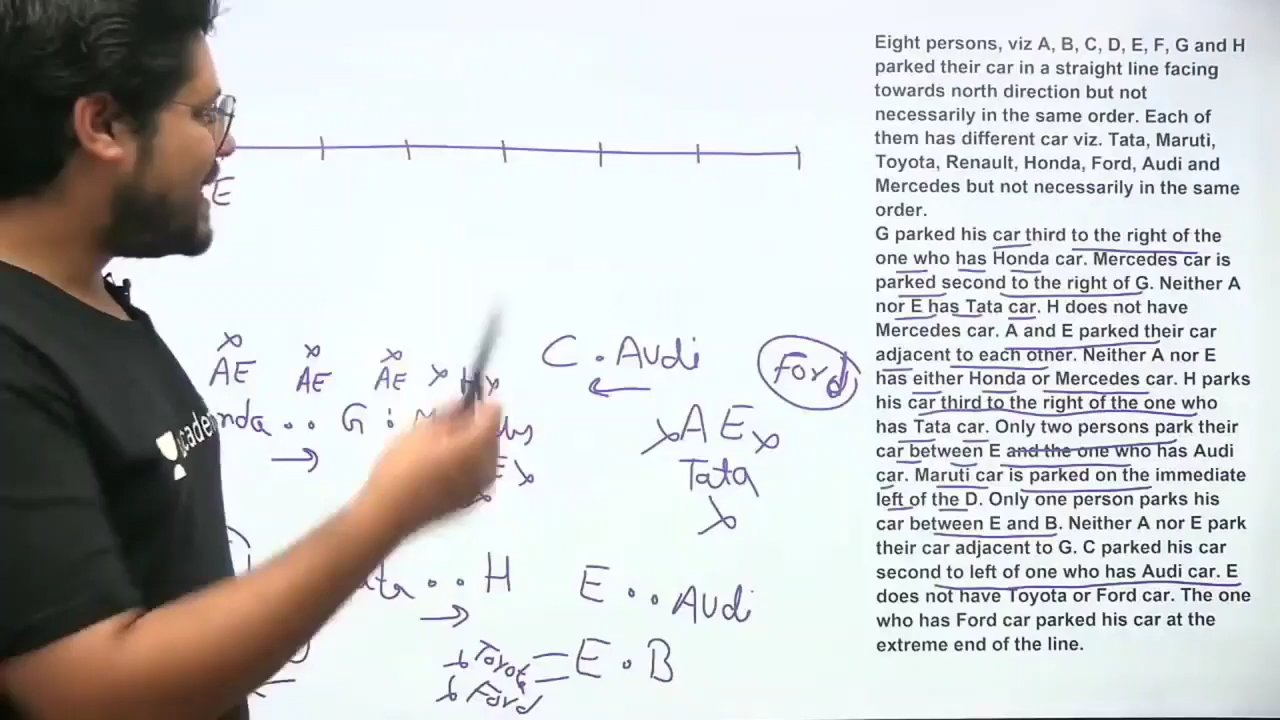 Eight persons, viz A, B, C, D, E, F, G and H
parked their car in a straight line facing
towards north direction but not
necessarily in the same order. Each of
them has different car viz. Tata, Maruti,
Toyota, Renault, Honda, Ford, Audi and
Mercedes but not necessarily in the same
order.
G parked his car third to the right of the
one who has Honda car. Mercedes car is
parked second to the right of G. Neither A
nor E has Tata car. H does not have
Mercedes car. A and E parked their car
adjacent to each other. Neither A nor E
has either Honda or Mercedes car. H parks
his car third to the right of the one who
has Tata car. Only two persons park their
car between E and the one who has Audi
car. Maruti car is parked on the immediate
left of the D. Only one person parks his
car between E and B. Neither A nor E park
their car adjacent to G. C parked his car
second to left of one who has Audi car. E
does not have Toyota or Ford car. The one
who has Ford car parked his car at the
extreme end of the line.
E
AE AE AE
nda . . G .
C . Audi
Ford
A E
Tata
. . H
E . . Audi
E . B
Toyota
Ford
unacademy